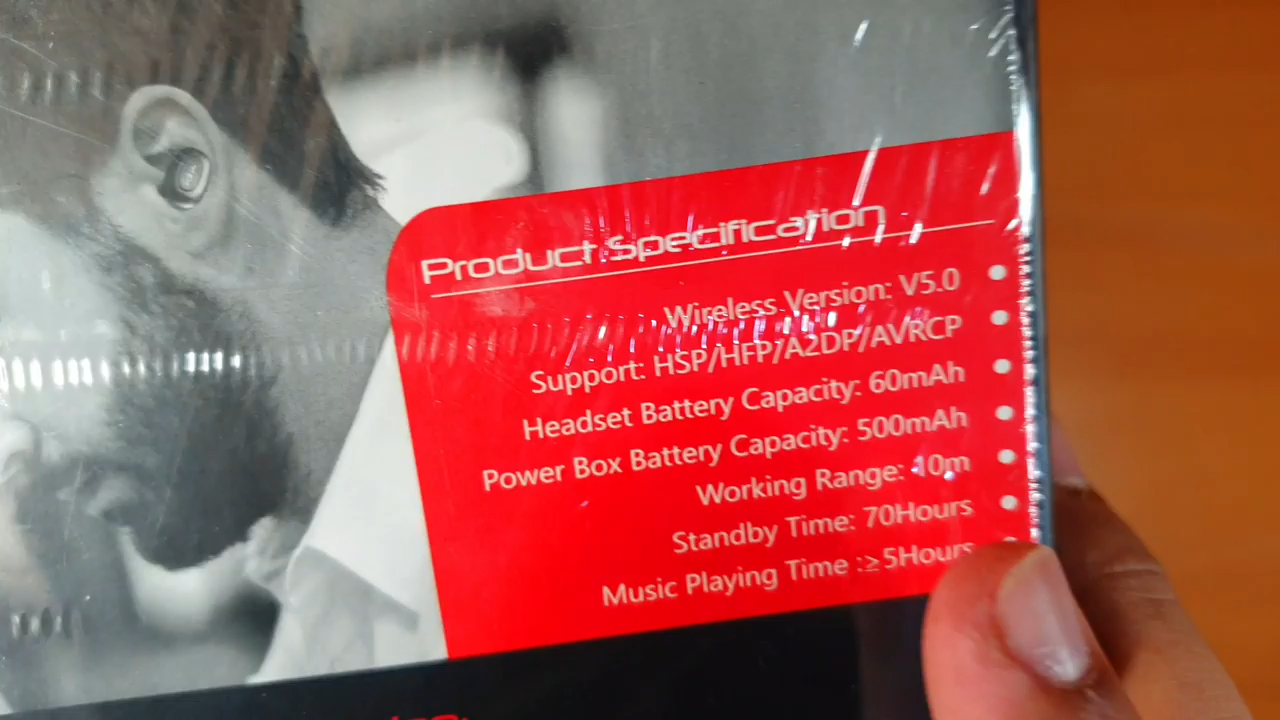 Product Specification
Wireless Version: V5.0
Support: HSP/HFP/A2DP/AVRCP
Headset Battery Capacity: 60mAh
Power Box Battery Capacity: 500mAh
Working Range: 10m
Standby Time: 70Hours
Music Playing Time :≥5Hours